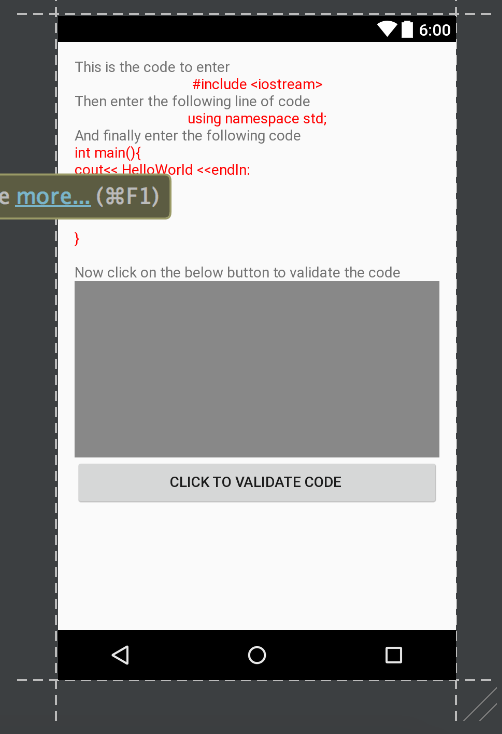 6:00
This is the code to enter
#include <iostream>
Then enter the following line of code
using namespace std;
And finally enter the following code
int main(){
cout<< HelloWorld <<endln:
e more... (⌘F1)
}
Now click on the below button to validate the code
CLICK TO VALIDATE CODE